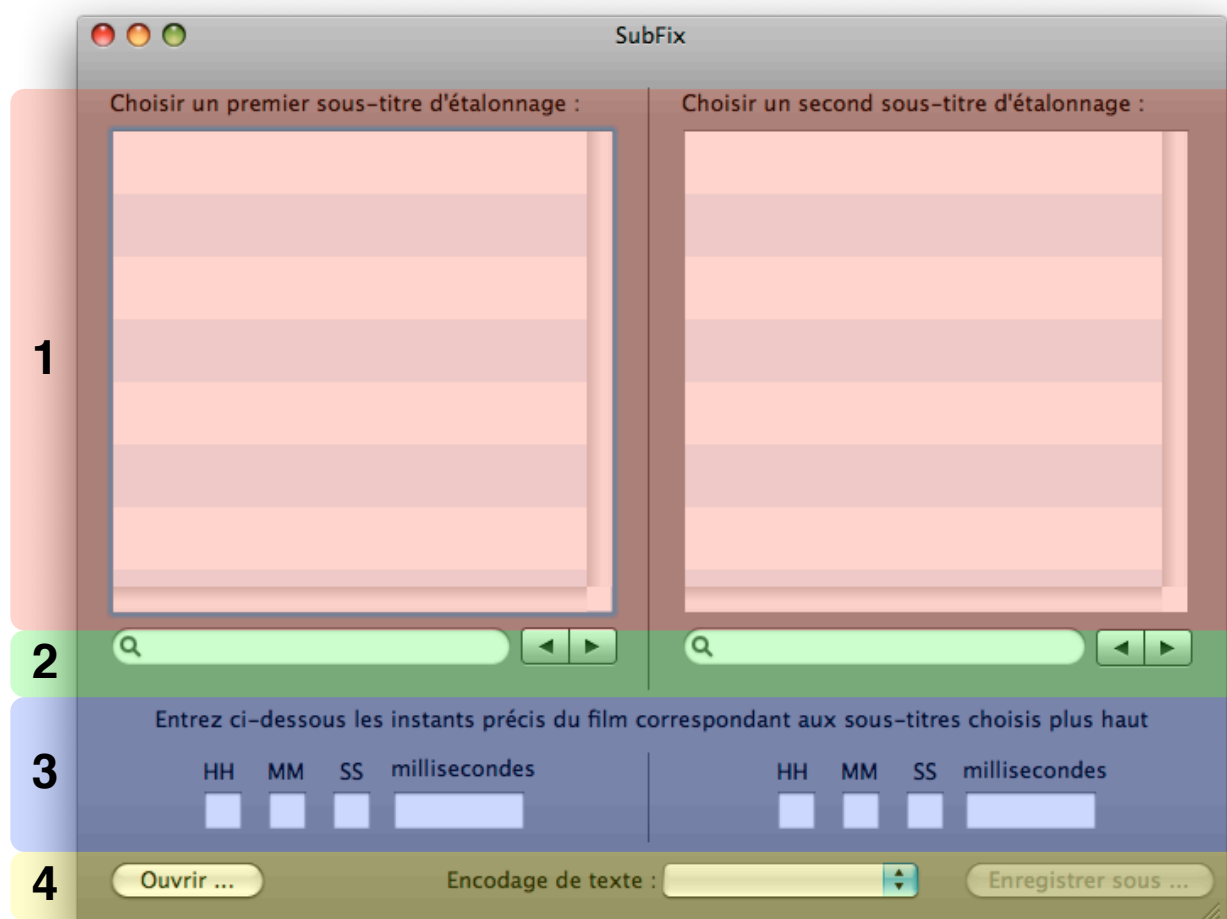 SubFix
Choisir un premier sous-titre d'étalonnage :
Choisir un second sous-titre d'étalonnage :
1
2
Entrez ci-dessous les instants précis du film correspondant aux sous-titres choisis plus haut
3
HH MM SS millisecondes
HH MM SS millisecondes
4
Ouvrir ...
Encodage de texte :
Enregistrer sous ...